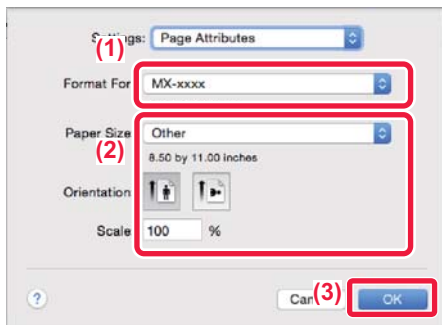 Page Attributes
(1)
Format For MX-xxxx
Paper Size Other
(2)
8.50 by 11.00 inches
Orientation
Scale 100 %
? (3) OK